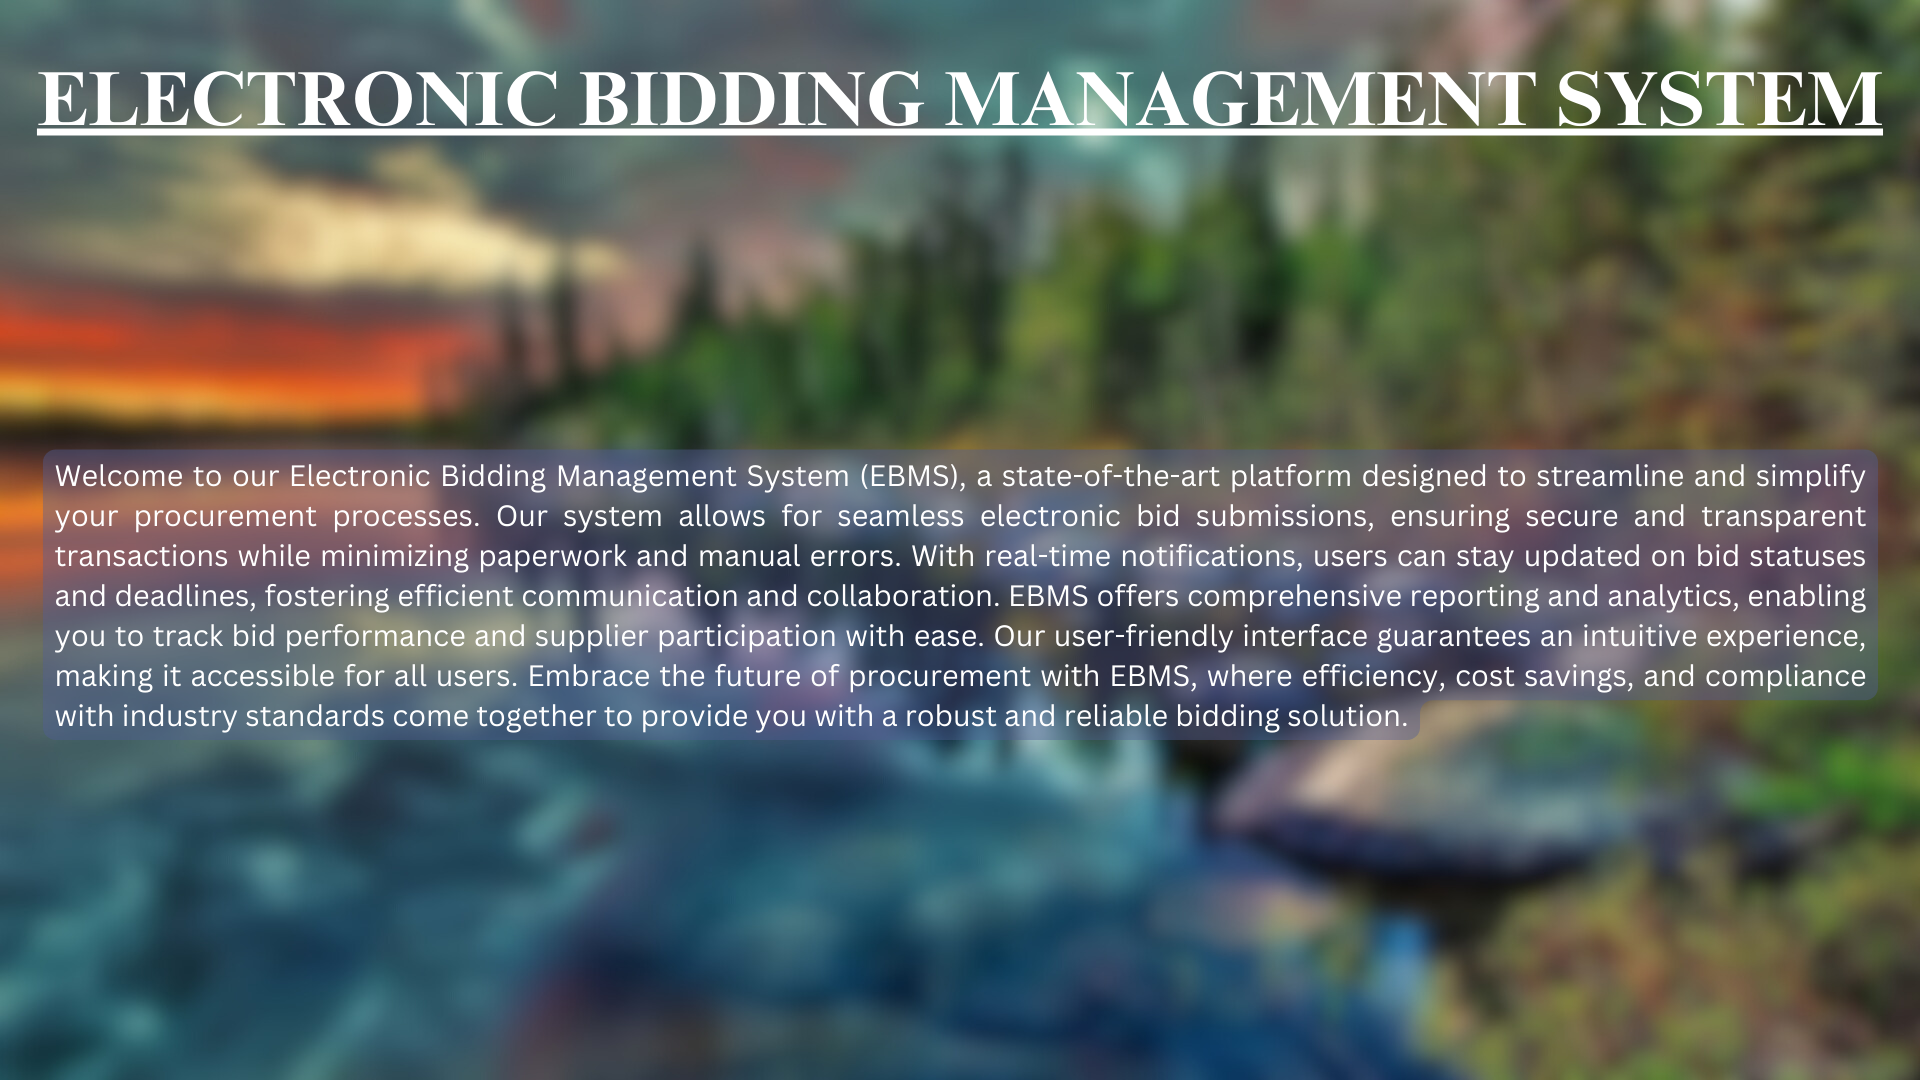 ELECTRONIC BIDDING MANAGEMENT SYSTEM
Welcome to our Electronic Bidding Management System (EBMS), a state-of-the-art platform designed to streamline and simplify
your procurement processes. Our system allows for seamless electronic bid submissions, ensuring secure and transparent
transactions while minimizing paperwork and manual errors. With real-time notifications, users can stay updated on bid statuses
and deadlines, fostering efficient communication and collaboration. EBMS offers comprehensive reporting and analytics, enabling
you to track bid performance and supplier participation with ease. Our user-friendly interface guarantees an intuitive experience,
making it accessible for all users. Embrace the future of procurement with EBMS, where efficiency, cost savings, and compliance
with industry standards come together to provide you with a robust and reliable bidding solution.